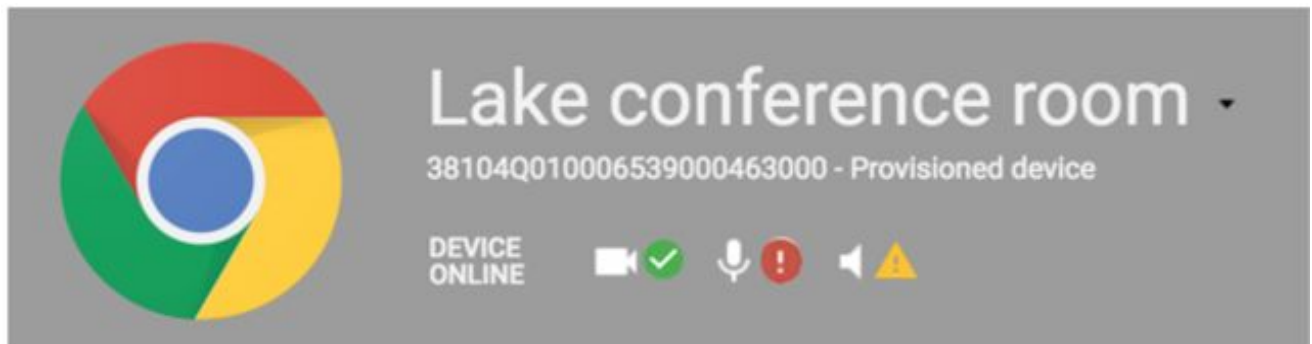 Lake conference room
38104Q010006539000463000 - Provisioned device
DEVICE
ONLINE